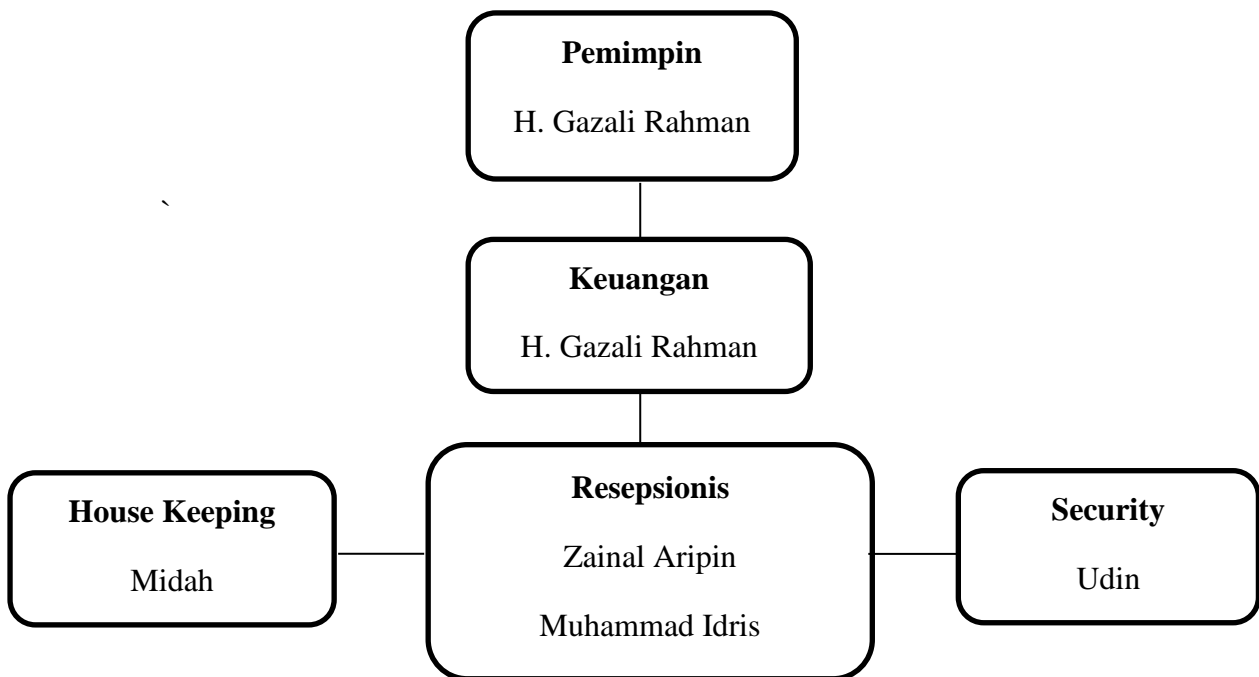 Pemimpin
H. Gazali Rahman
`
Keuangan
H. Gazali Rahman
House Keeping
Midah
Resepsionis
Zainal Aripin
Muhammad Idris
Security
Udin